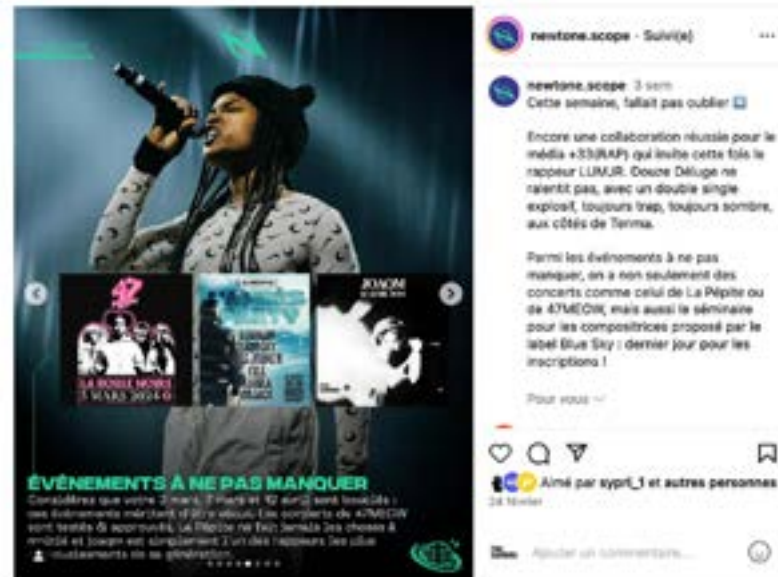 LA BOULE NOIRE
3 MARS 2024
JOAQM
ÉVÉNEMENTS À NE PAS MANQUER
Considérez que votre 3 mars, 7 mars et 12 avril sont bouclés :
ces événements méritent d'être vécus. Les concerts de 47MEOW
sont testés & approuvés, La Pépite ne fait jamais les choses à
moitié et joaqm est simplement l'un des rappeurs les plus
de sa génération.
newtone.scope · Suivi(e)
newtone.scope 3 sem
Cette semaine, fallait pas oublier
Encore une collaboration réussie pour le
média +33(RAP) qui invite cette fois le
rappeur LUMJR. Douze Déluge ne
ralentit pas, avec un double single
explosif, toujours trap, toujours sombre,
aux côtés de Terma.
Parmi les événements à ne pas
manquer, on a non seulement des
concerts comme celui de La Pépite ou
de 47MEOW, mais aussi le séminaire
pour les compositrices proposé par le
label Blue Sky : dernier jour pour les
inscriptions !
Pour vous
Aimé par sypri_1 et autres personnes
24 février
Ajouter un commentaire...